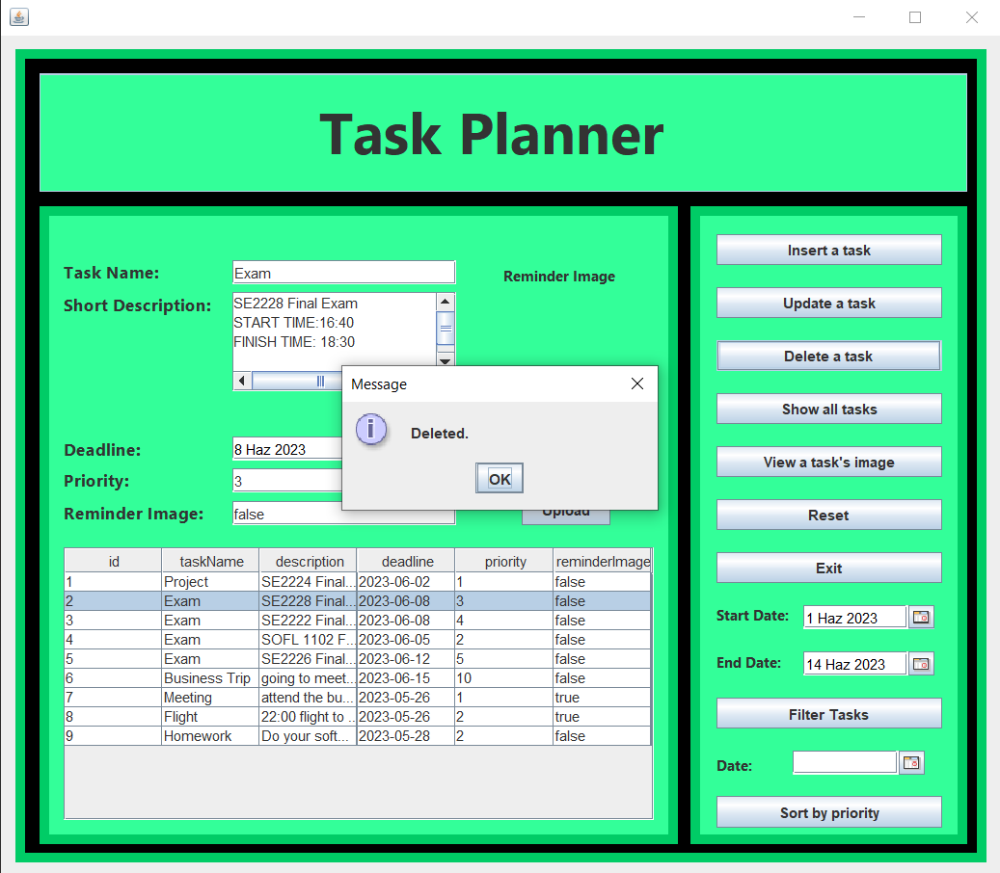 Task Planner
Task Name:
Exam
Reminder Image
Short Description:
SE2228 Final Exam
START TIME:16:40
FINISH TIME: 18:30
Message
Deleted.
OK
Deadline:
8 Haz 2023
Priority:
3
Reminder Image:
false
Upload
id taskName description deadline priority reminderImage
1 Project SE2224 Final... 2023-06-02 1 false
2 Exam SE2228 Final... 2023-06-08 3 false
3 Exam SE2222 Final... 2023-06-08 4 false
4 Exam SOFL 1102 F... 2023-06-05 2 false
5 Exam SE2226 Final... 2023-06-12 5 false
6 Business Trip going to meet... 2023-06-15 10 false
7 Meeting attend the bu... 2023-05-26 1 true
8 Flight 22:00 flight to ... 2023-05-26 2 true
9 Homework Do your soft... 2023-05-28 2 false
Insert a task
Update a task
Delete a task
Show all tasks
View a task's image
Reset
Exit
Start Date: 1 Haz 2023
End Date: 14 Haz 2023
Filter Tasks
Date:
Sort by priority